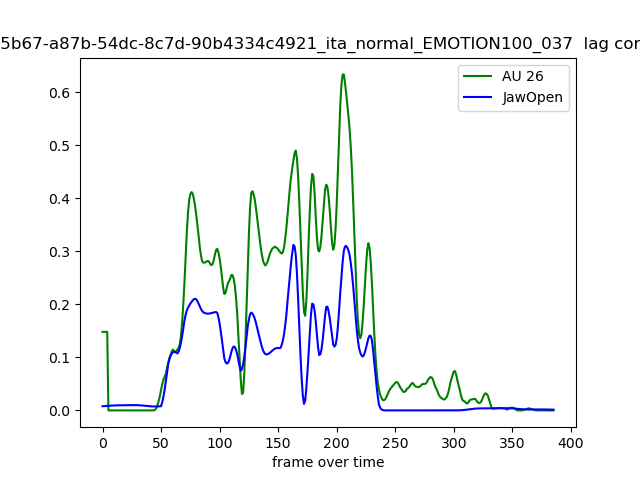 5b67-a87b-54dc-8c7d-90b4334c4921_ita_normal_EMOTION100_037 lag cor
AU 26
JawOpen
0.6
0.5
0.4
0.3
0.2
0.1
0.0
0 50 100 150 200 250 300 350 400
frame over time